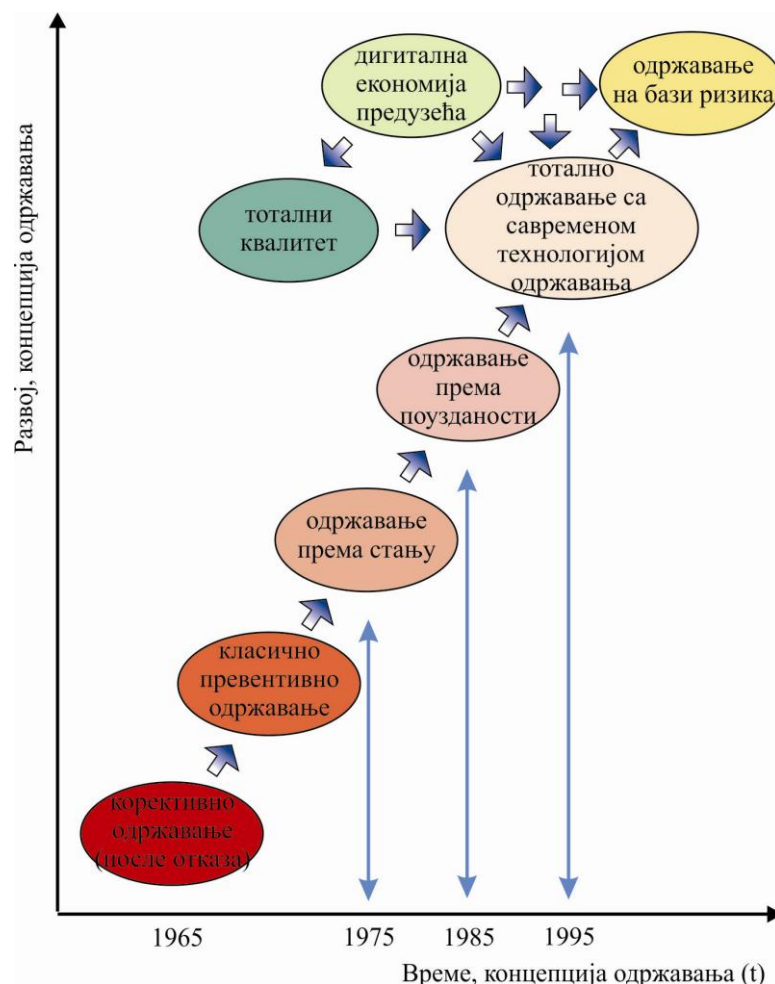 Развој, концепција одржавања
дигитална
економија
предузећа
одржавање
на бази ризика
тотални
квалитет
тотално
одржавање са
савременом
технологијом
одржавања
одржавање
према
поузданости
одржавање
према стању
класично
превентивно
одржавање
корективно
одржавање
(после отказа)
1965
1975
1985
1995
Време, концепција одржавања (t)